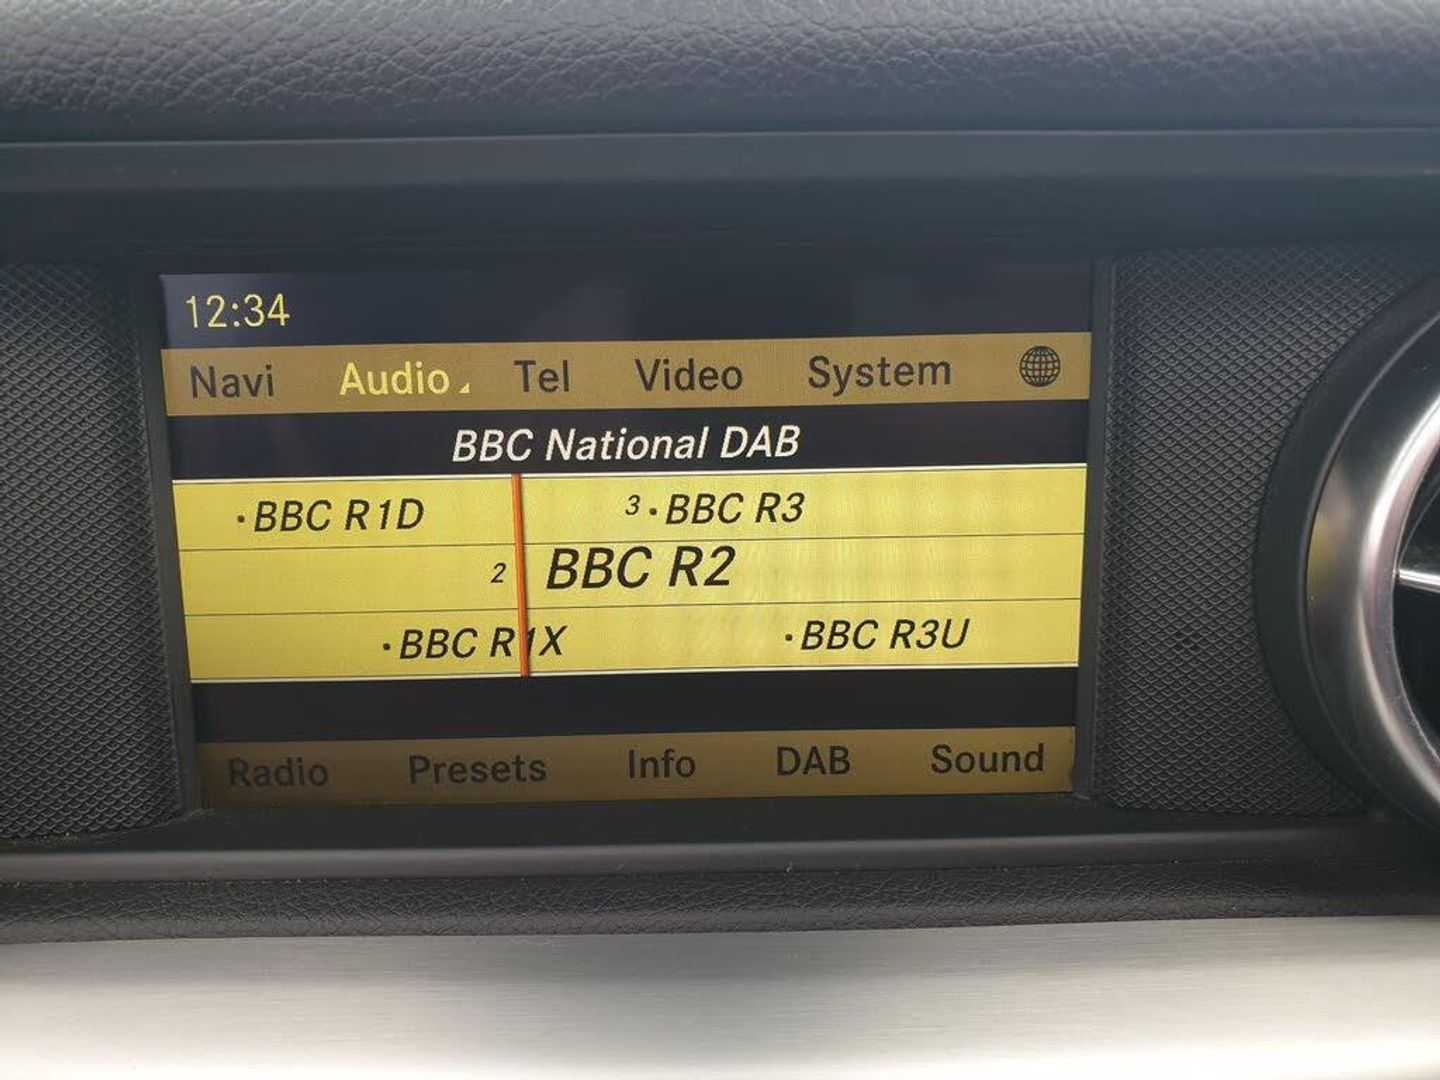 12:34
Navi Audio Tel Video System
BBC National DAB
·BBC R1D 3·BBC R3
2 BBC R2
·BBC R1X ·BBC R3U
Radio Presets Info DAB Sound